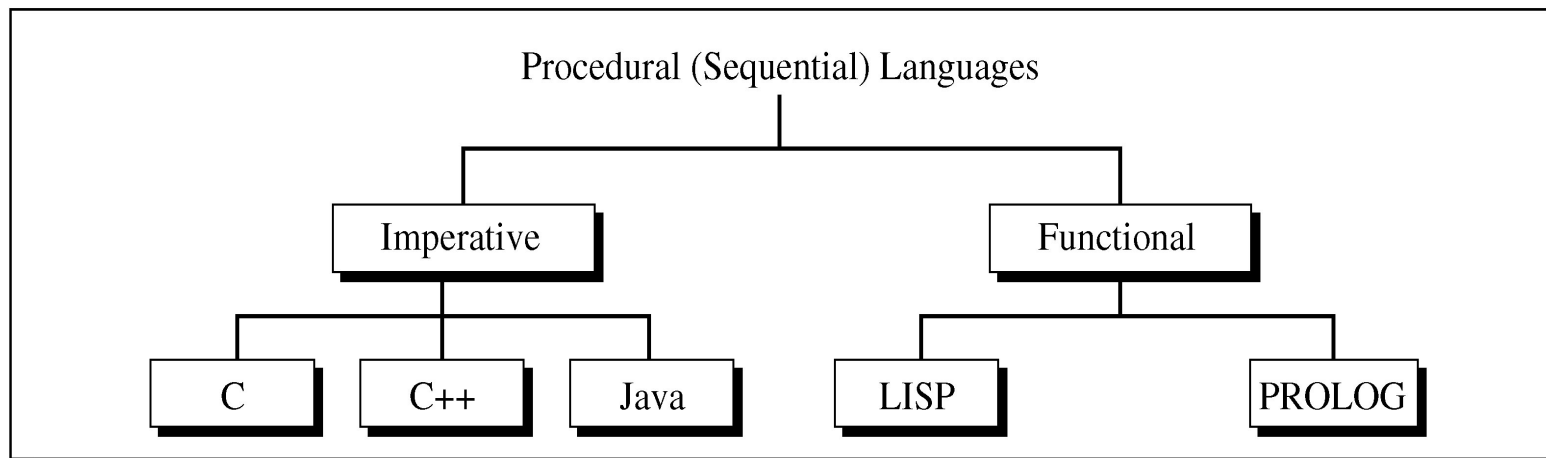 Procedural (Sequential) Languages
Imperative
Functional
C
C++
Java
LISP
PROLOG